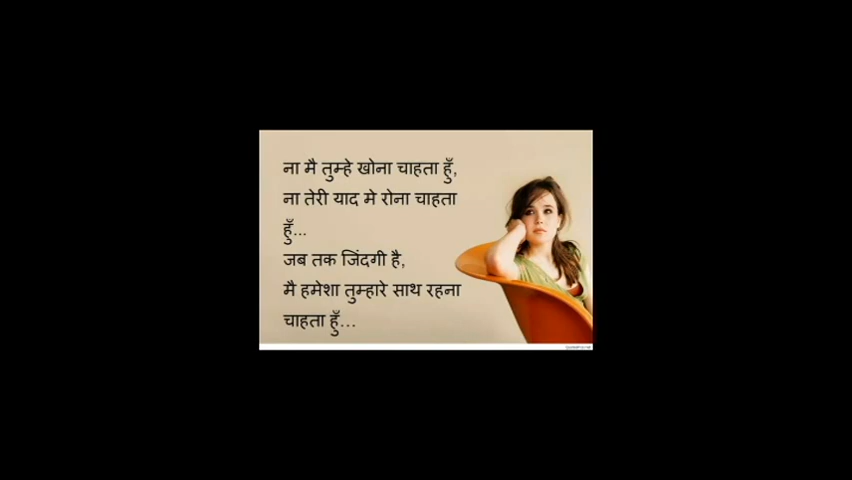 ना मै तुम्हे खोना चाहता हुँ,
ना तेरी याद मे रोना चाहता
हुँ...
जब तक जिंदगी है,
मै हमेशा तुम्हारे साथ रहना
चाहता हुँ...